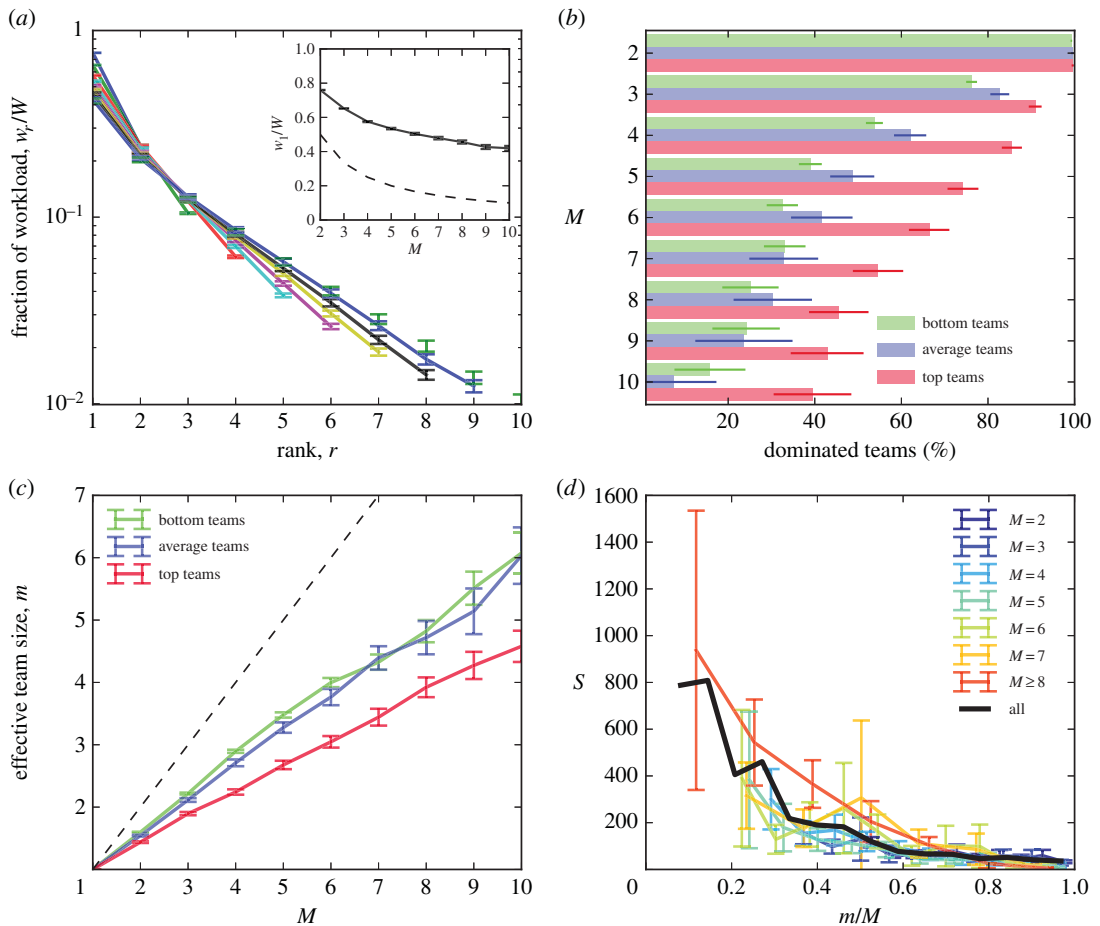 (a)
1
10⁻¹
10⁻²
fraction of workload, w_r/W
1 2 3 4 5 6 7 8 9 10
rank, r
1.0
0.8
0.6
0.4
0.2
0
w₁/W
2 3 4 5 6 7 8 9 10
M
(b)
2
3
4
5
6
7
8
9
10
M
bottom teams
average teams
top teams
20 40 60 80 100
dominated teams (%)
(c)
7
6
5
4
3
2
effective team size, m
bottom teams
average teams
top teams
1 2 3 4 5 6 7 8 9 10
M
(d)
1600
1400
1200
1000
800
600
400
200
S
M = 2
M = 3
M = 4
M = 5
M = 6
M = 7
M ≥ 8
all
0 0.2 0.4 0.6 0.8 1.0
m/M